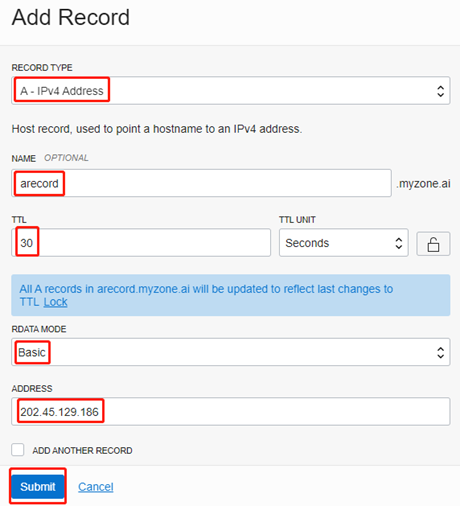 Add Record
RECORD TYPE
A - IPv4 Address
Host record, used to point a hostname to an IPv4 address.
NAME OPTIONAL
arecord .myzone.ai
TTL TTL UNIT
30 Seconds
All A records in arecord.myzone.ai will be updated to reflect last changes to
TTL Lock
RDATA MODE
Basic
ADDRESS
202.45.129.186
ADD ANOTHER RECORD
Submit Cancel